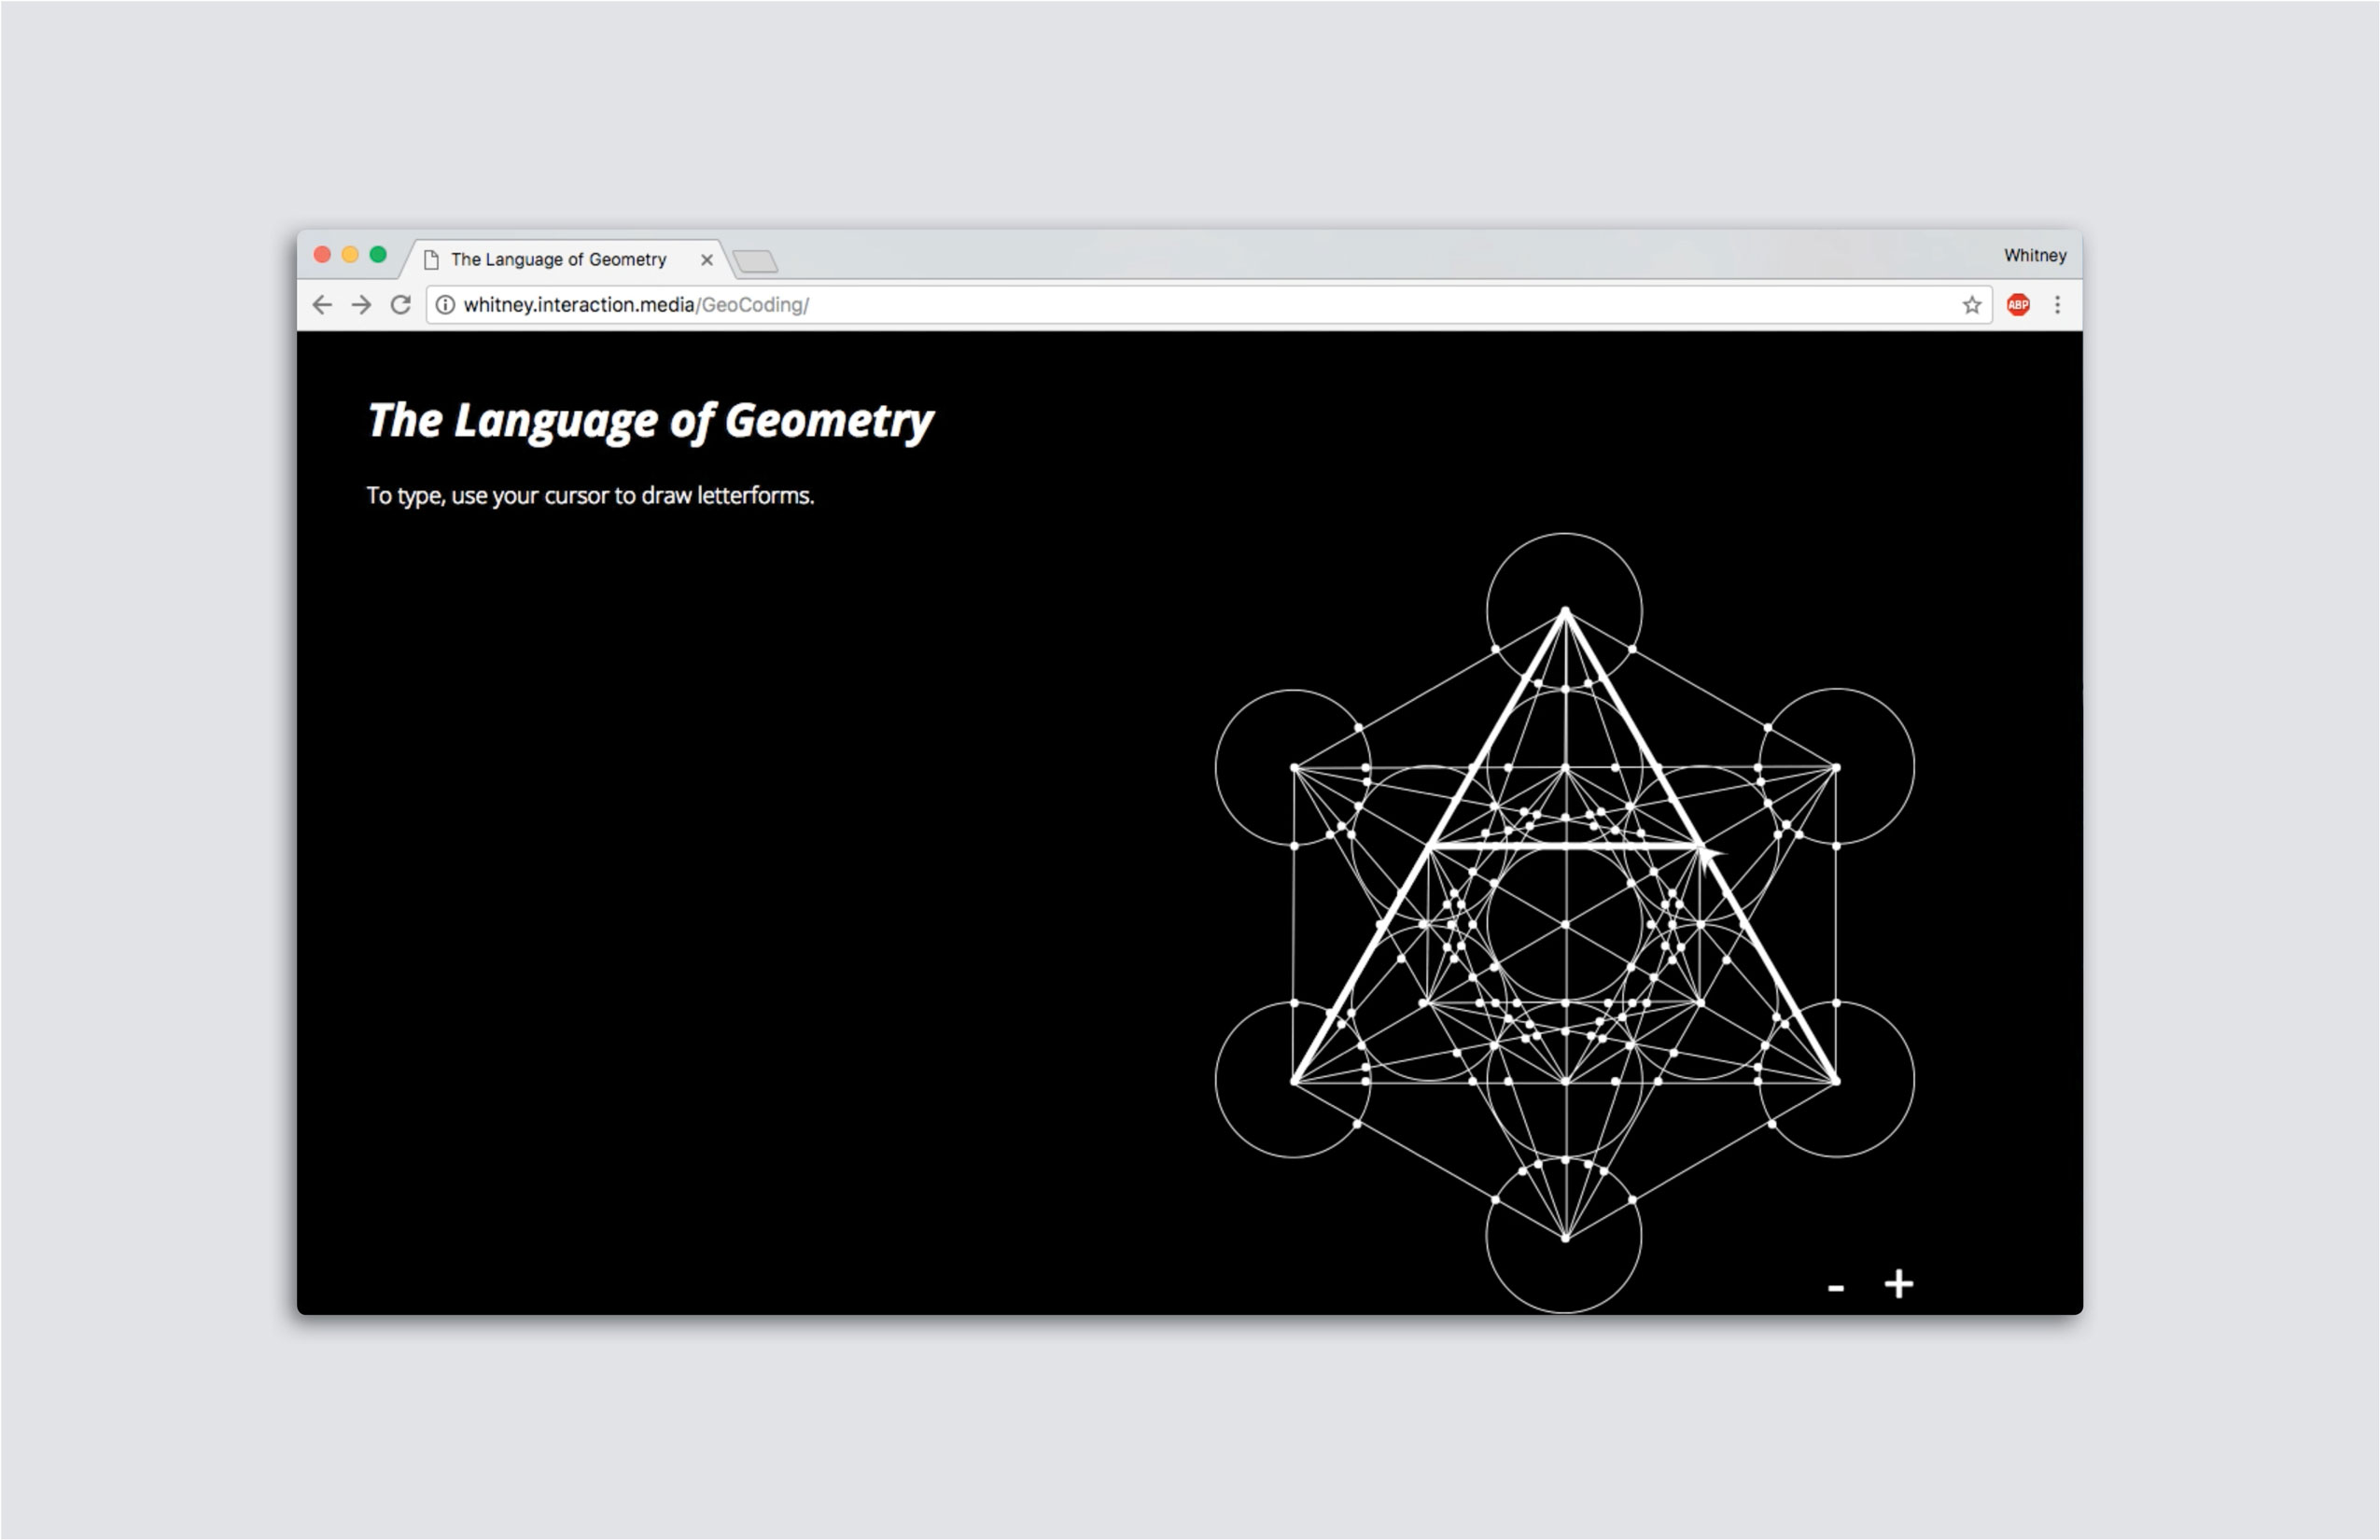 The Language of Geometry
Whitney
whitney.interaction.media/GeoCoding/
ABP
The Language of Geometry
To type, use your cursor to draw letterforms.
- +